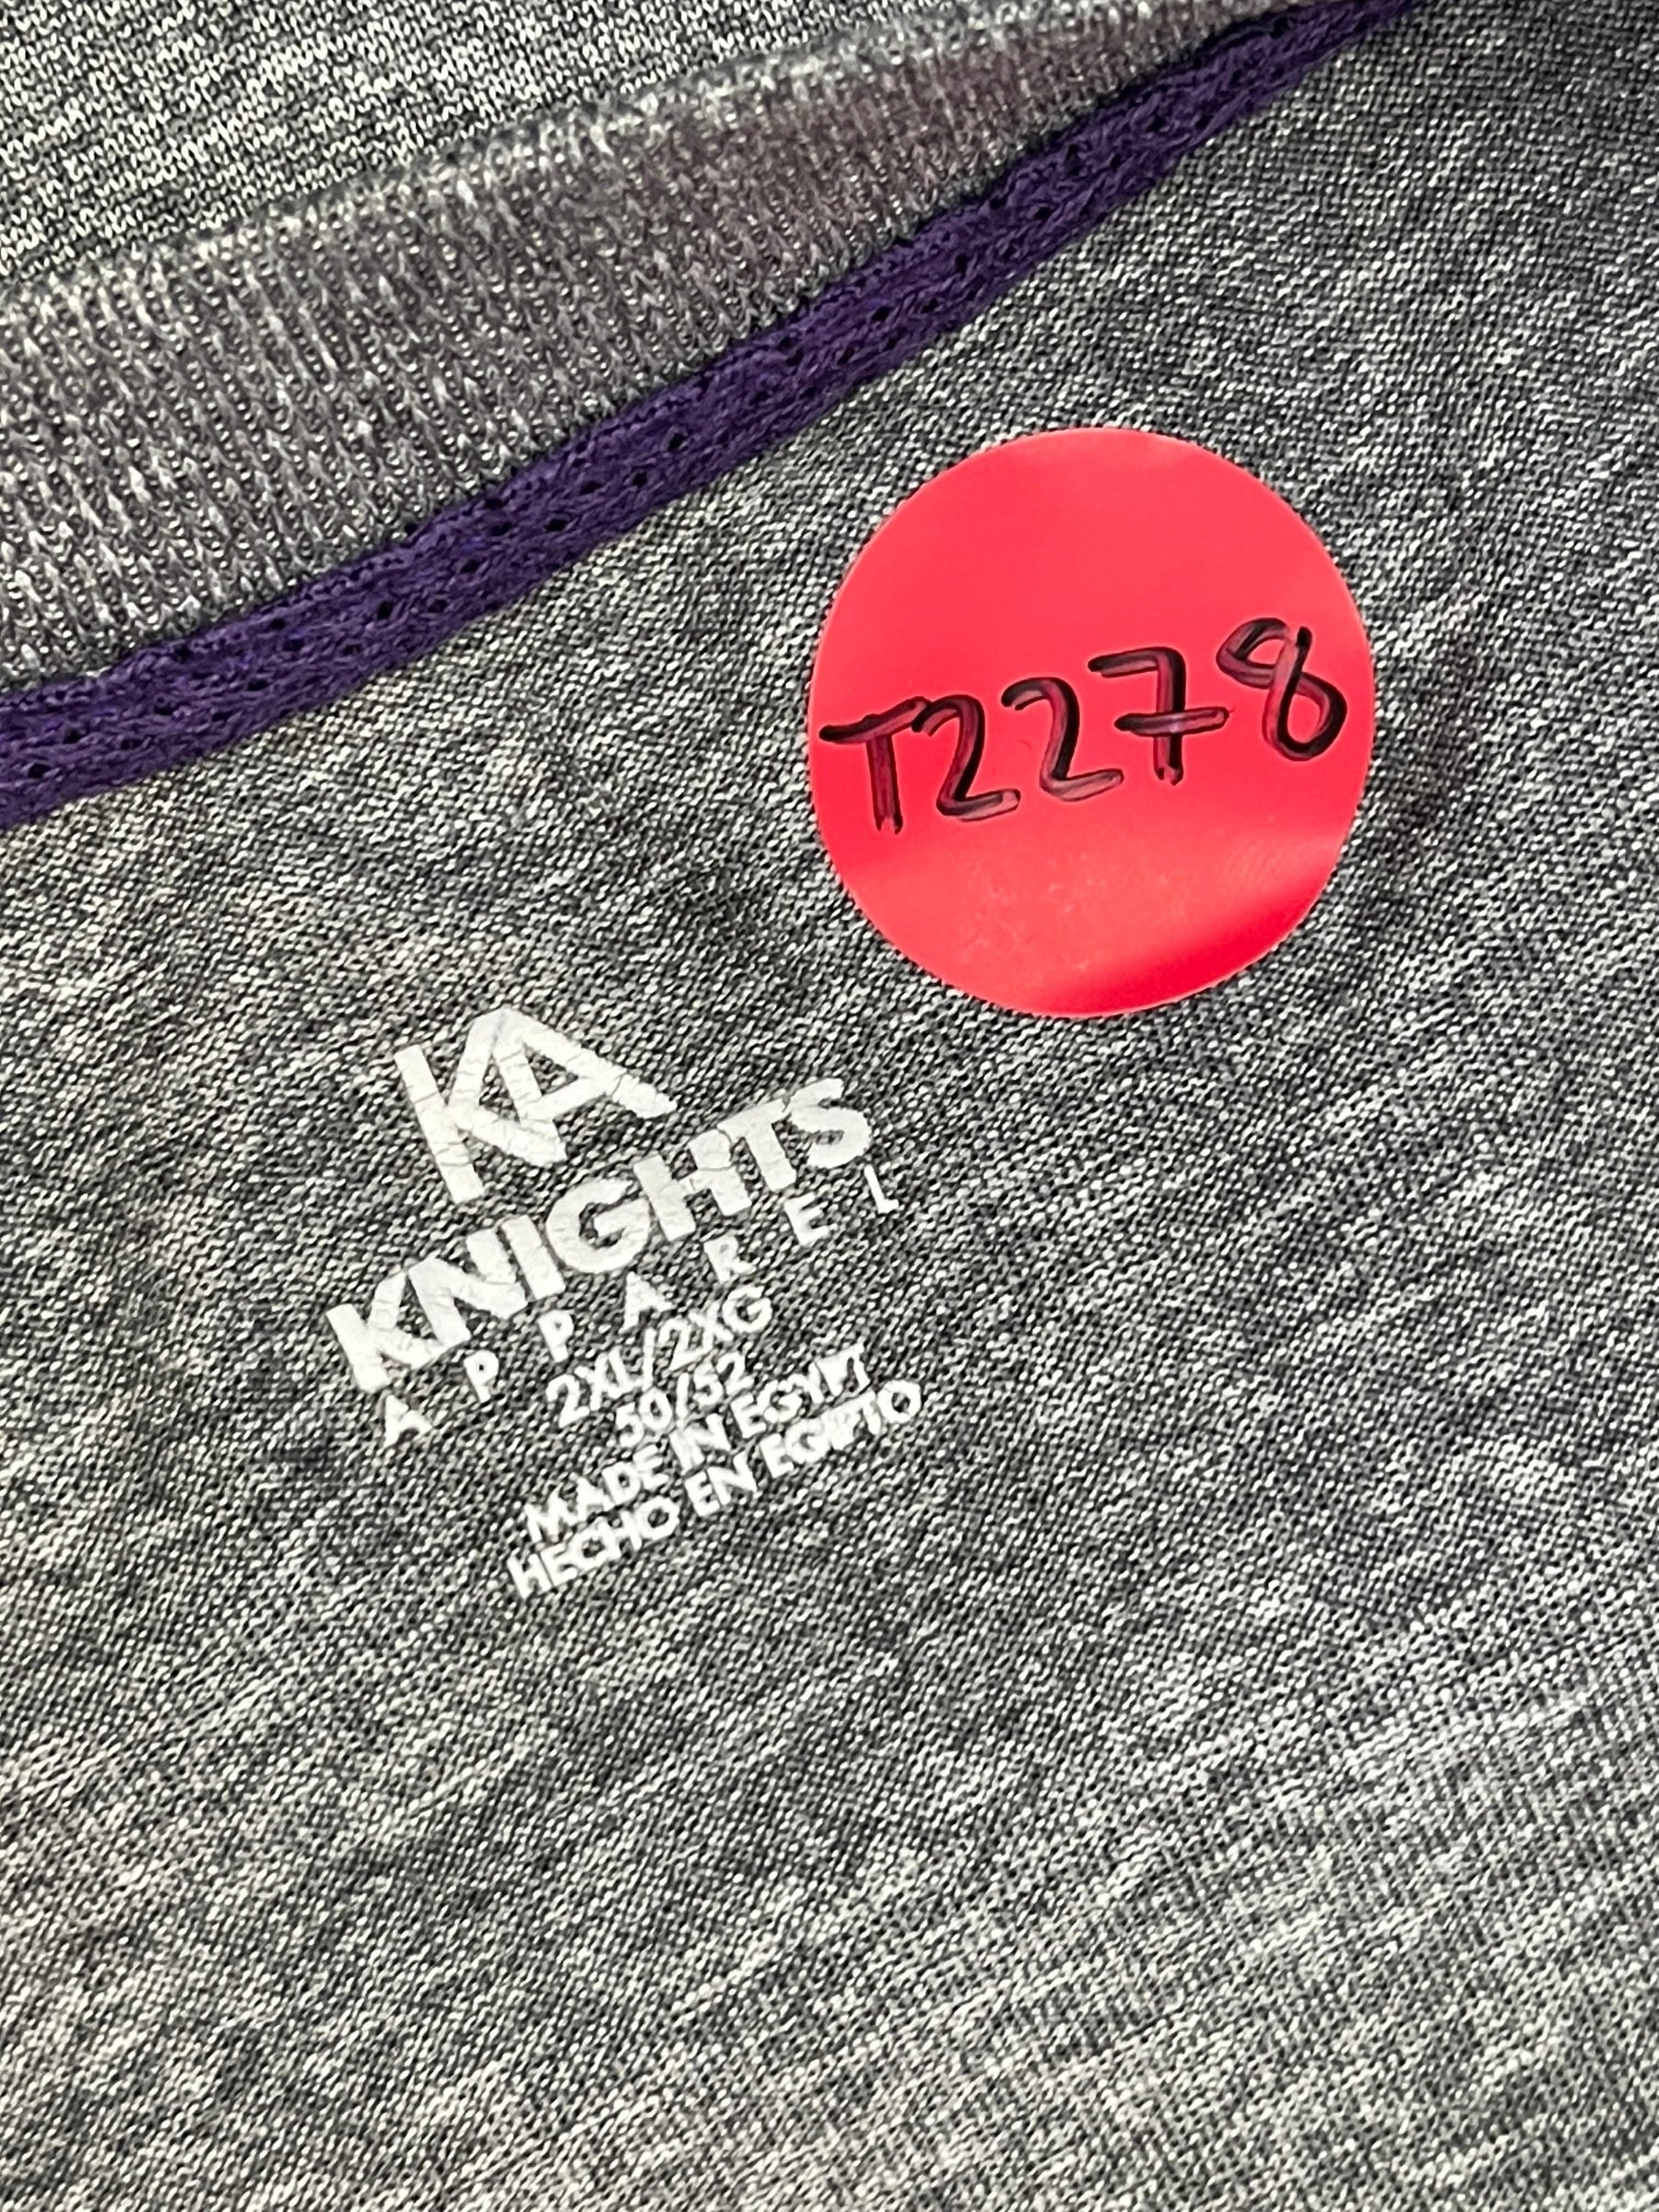 T2278
KA
KNIGHTS
APPAREL
2XL/2XG
50/52
MADE IN EGYPT
HECHO EN EGIPTO